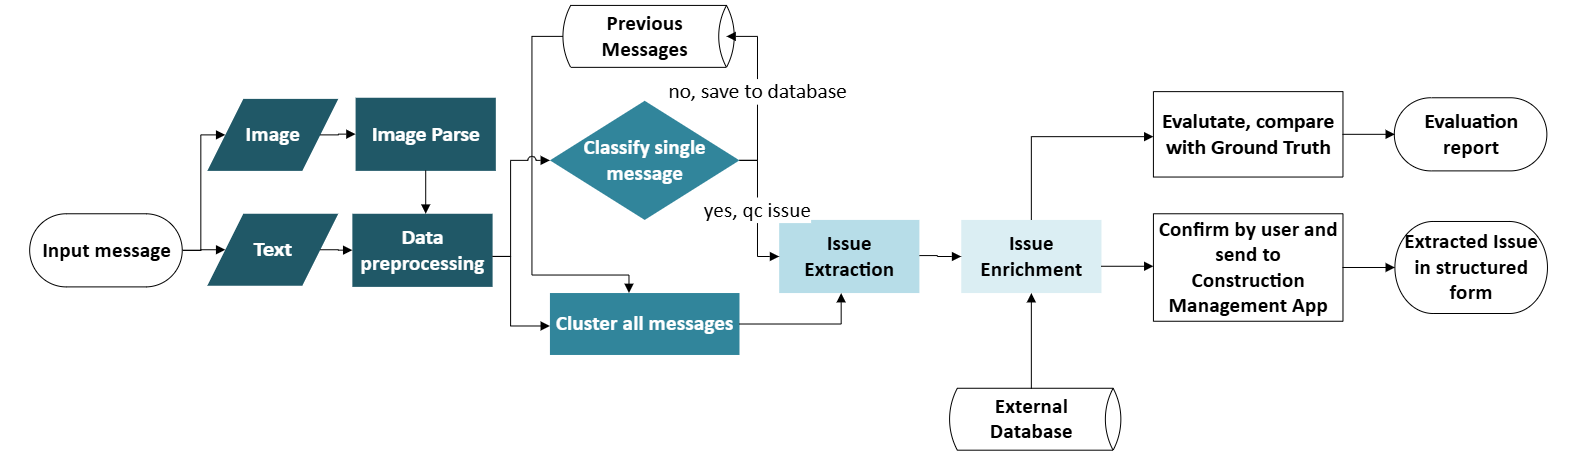 Previous
Messages
no, save to database
Image
Image Parse
Classify single
message
Evalutate, compare
with Ground Truth
Evaluation
report
yes, qc issue
Input message
Text
Data
preprocessing
Issue
Extraction
Issue
Enrichment
Confirm by user and
send to
Construction
Management App
Extracted Issue
in structured
form
Cluster all messages
External
Database